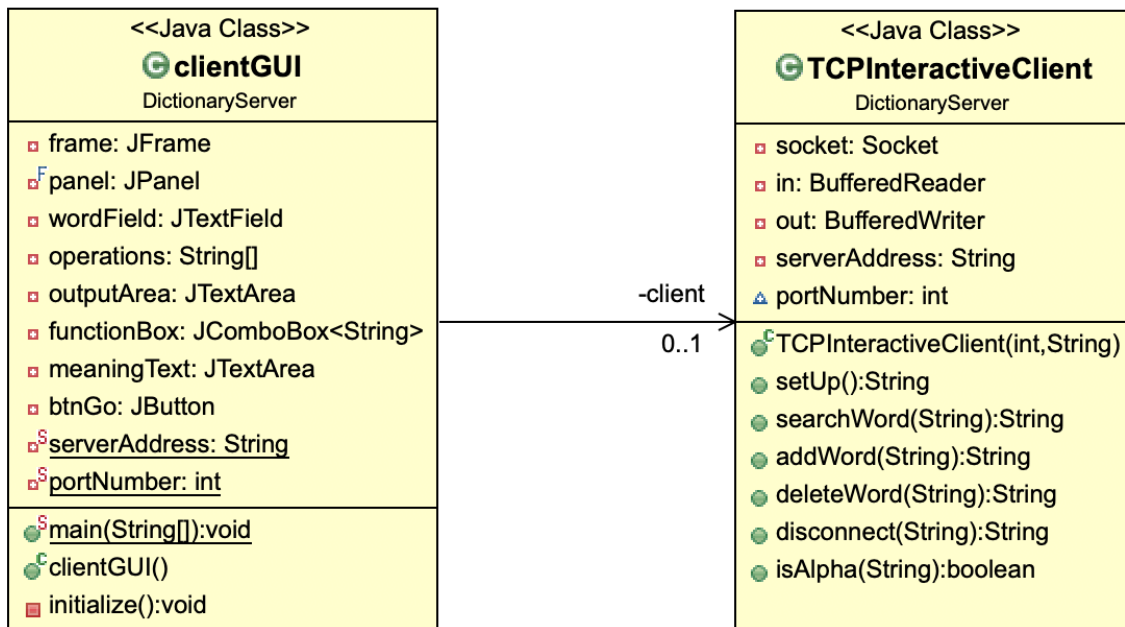 <<Java Class>>
clientGUI
DictionaryServer
frame: JFrame
panel: JPanel
wordField: JTextField
operations: String[]
outputArea: JTextArea
functionBox: JComboBox<String>
meaningText: JTextArea
btnGo: JButton
serverAddress: String
portNumber: int
main(String[]):void
clientGUI()
initialize():void
-client
0..1
<<Java Class>>
TCPInteractiveClient
DictionaryServer
socket: Socket
in: BufferedReader
out: BufferedWriter
serverAddress: String
portNumber: int
TCPInteractiveClient(int,String)
setUp():String
searchWord(String):String
addWord(String):String
deleteWord(String):String
disconnect(String):String
isAlpha(String):boolean